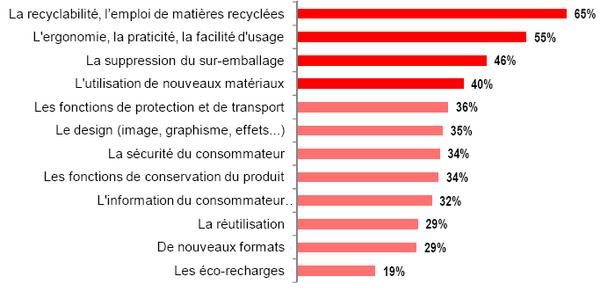 La recyclabilité, l'emploi de matières recyclées 65%
L'ergonomie, la praticité, la facilité d'usage 55%
La suppression du sur-emballage 46%
L'utilisation de nouveaux matériaux 40%
Les fonctions de protection et de transport 36%
Le design (image, graphisme, effets...) 35%
La sécurité du consommateur 34%
Les fonctions de conservation du produit 34%
L'information du consommateur.. 32%
La réutilisation 29%
De nouveaux formats 29%
Les éco-recharges 19%